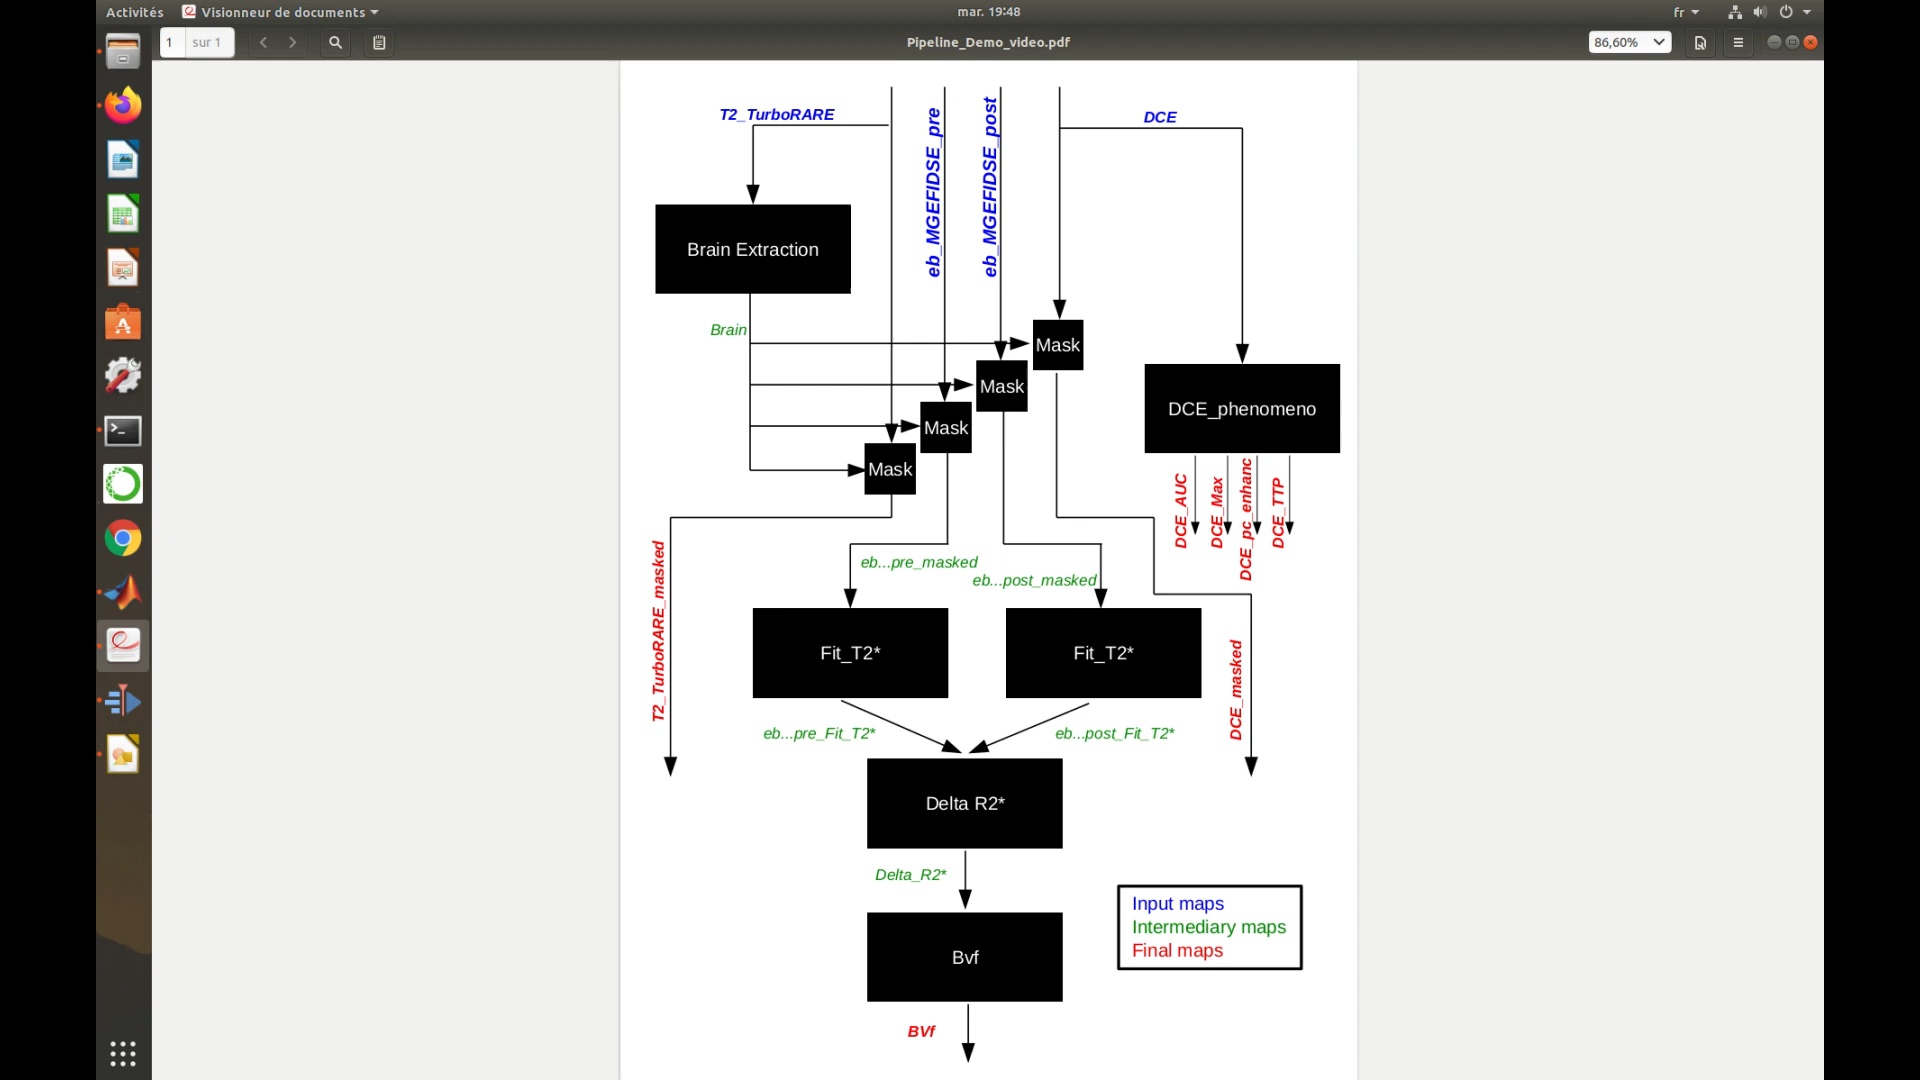 Activités
Visionneur de documents
mar. 19:48
fr
1
sur 1
Pipeline_Demo_video.pdf
86,60%
T2_TurboRARE
eb_MGEFIDSE_pre
eb_MGEFIDSE_post
DCE
Brain Extraction
Brain
Mask
Mask
Mask
Mask
DCE_phenomeno
DCE_AUC
DCE_Max
DCE_pc_enhanc
DCE_TTP
T2_TurboRARE_masked
eb...pre_masked
eb...post_masked
Fit_T2*
Fit_T2*
DCE_masked
eb...pre_Fit_T2*
eb...post_Fit_T2*
Delta R2*
Delta_R2*
Bvf
BVf
Input maps
Intermediary maps
Final maps